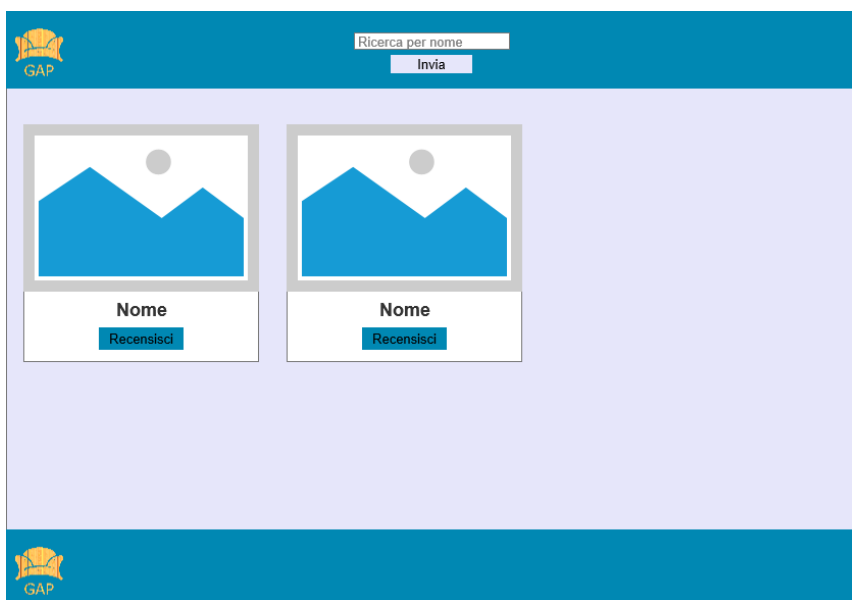 GAP
Ricerca per nome
Invia
Nome
Nome
Recensisci
Recensisci
GAP